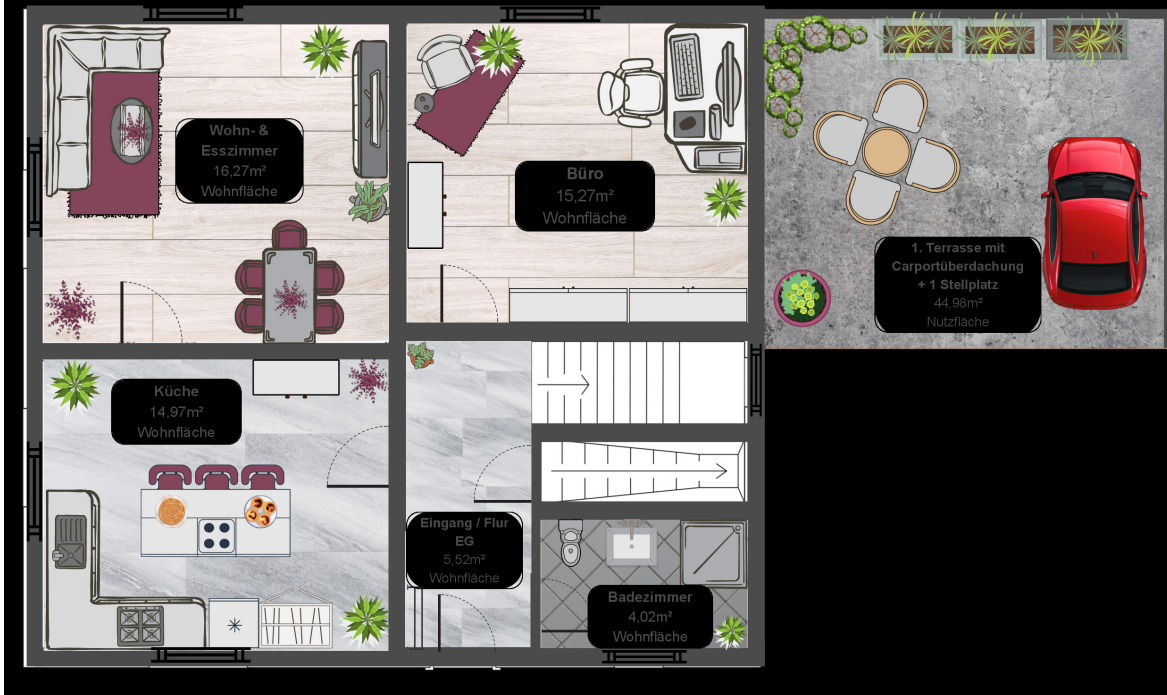 Wohn- &
Esszimmer
16,27m²
Wohnfläche
Büro
15,27m²
Wohnfläche
1. Terrasse mit
Carportüberdachung
+ 1 Stellplatz
44,98m²
Nutzfläche
Küche
14,97m²
Wohnfläche
Eingang / Flur
EG
5,52m²
Wohnfläche
Badezimmer
4,02m²
Wohnfläche